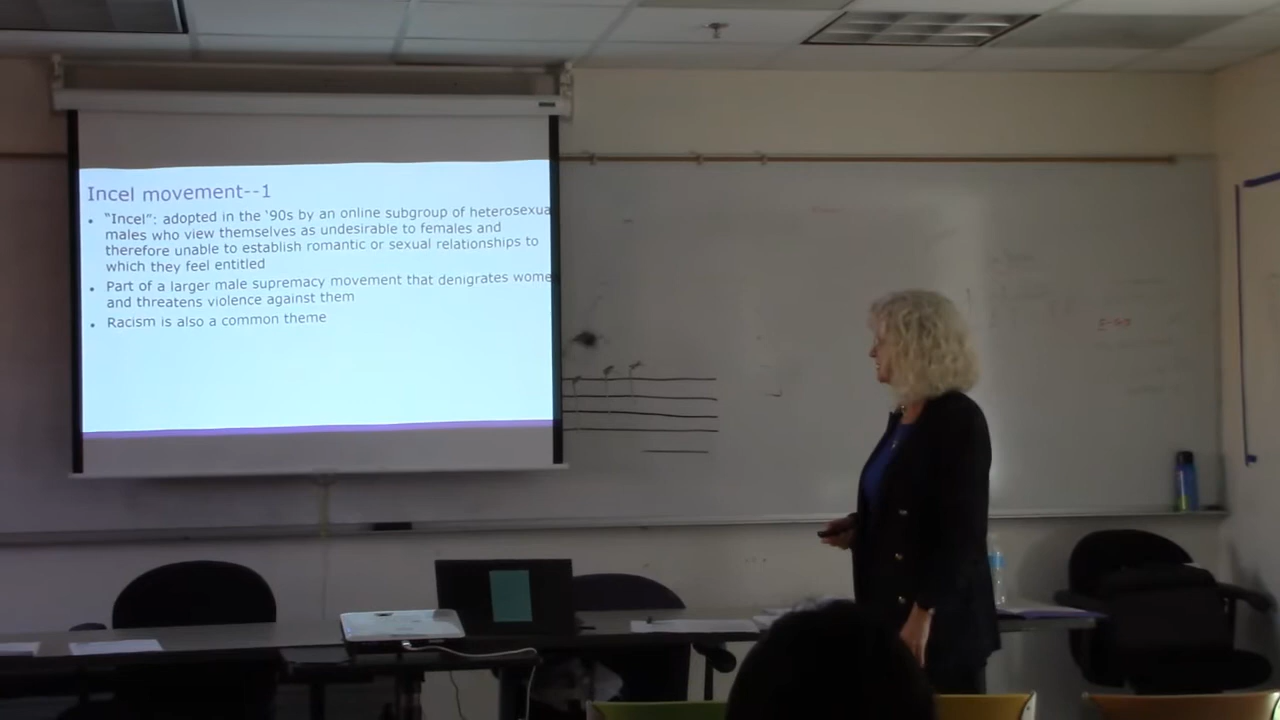 Incel movement--1
• "Incel": adopted in the '90s by an online subgroup of heterosexua
males who view themselves as undesirable to females and
therefore unable to establish romantic or sexual relationships to
which they feel entitled
• Part of a larger male supremacy movement that denigrates wome
and threatens violence against them
• Racism is also a common theme